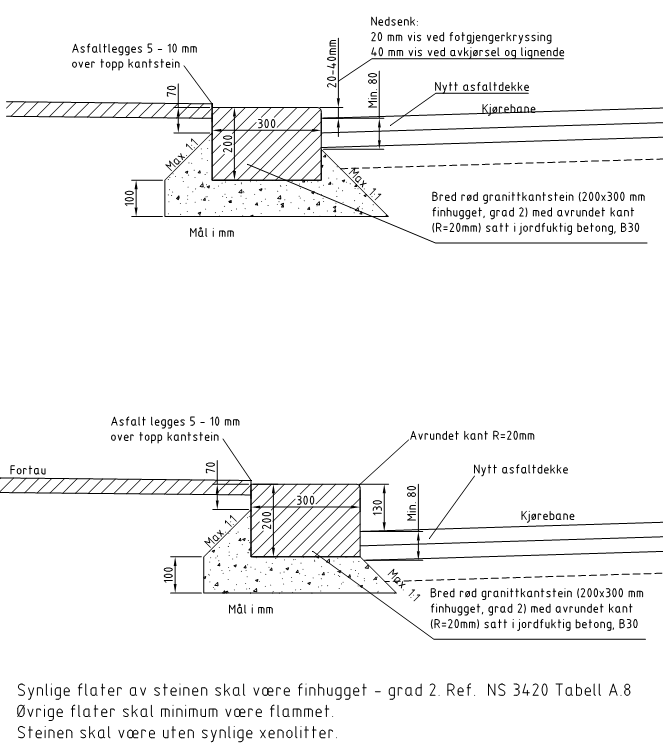 Nedsenk:
20 mm vis ved fotgjengerkryssing
40 mm vis ved avkjørsel og lignende
Asfaltlegges 5 - 10 mm
over topp kantstein
20-40mm
70
Min. 80
Nytt asfaltdekke
Kjørebane
300
200
Max. 1:1
Max. 1:1
100
Bred rød granittkantstein (200x300 mm
finhugget, grad 2) med avrundet kant
(R=20mm) satt i jordfuktig betong, B30
Mål i mm
Asfalt legges 5 - 10 mm
over topp kantstein
Avrundet kant R=20mm
Fortau
70
Nytt asfaltdekke
300
130
Min. 80
Kjørebane
200
Max. 1:1
100
Max. 1:1
Bred rød granittkantstein (200x300 mm
finhugget, grad 2) med avrundet kant
(R=20mm) satt i jordfuktig betong, B30
Mål i mm
Synlige flater av steinen skal være finhugget - grad 2. Ref. NS 3420 Tabell A.8
Øvrige flater skal minimum være flammet.
Steinen skal være uten synlige xenolitter.